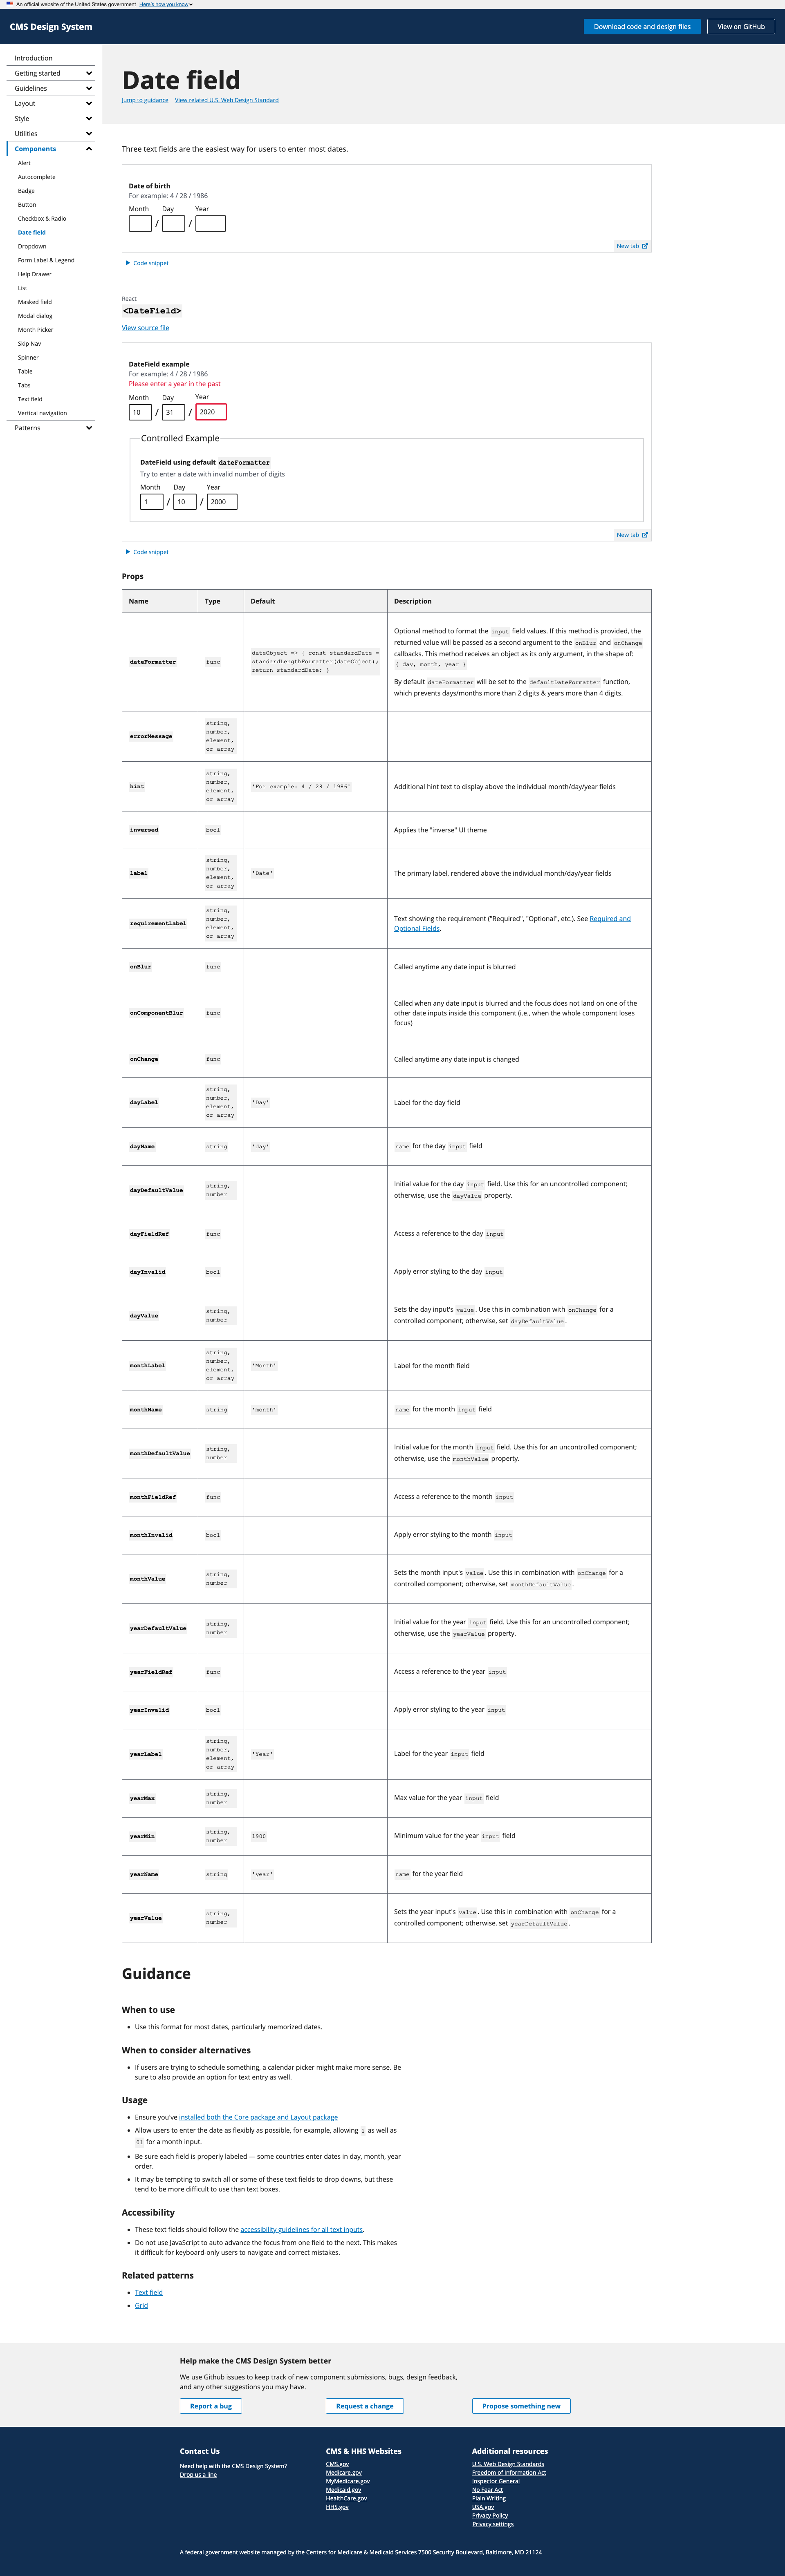 An official website of the United States government Here's how you know
CMS Design System
Download code and design files
View on GitHub
Introduction
Getting started
Guidelines
Layout
Style
Utilities
Components
Alert
Autocomplete
Badge
Button
Checkbox & Radio
Date field
Dropdown
Form Label & Legend
Help Drawer
List
Masked field
Modal dialog
Month Picker
Skip Nav
Spinner
Table
Tabs
Text field
Vertical navigation
Patterns
Date field
Jump to guidance View related U.S. Web Design Standard
Three text fields are the easiest way for users to enter most dates.
Date of birth
For example: 4 / 28 / 1986
Month Day Year
/ /
New tab
Code snippet
React
<DateField>
View source file
DateField example
For example: 4 / 28 / 1986
Please enter a year in the past
Month Day Year
10 / 31 / 2020
Controlled Example
DateField using default dateFormatter
Try to enter a date with invalid number of digits
Month Day Year
1 / 10 / 2000
New tab
Code snippet
Props
Name Type Default Description
dateFormatter
func
dateObject => { const standardDate =
standardLengthFormatter(dateObject);
return standardDate; }
Optional method to format the input field values. If this method is provided, the
returned value will be passed as a second argument to the onBlur and onChange
callbacks. This method receives an object as its only argument, in the shape of:
{ day, month, year }
By default dateFormatter will be set to the defaultDateFormatter function,
which prevents days/months more than 2 digits & years more than 4 digits.
errorMessage
string,
number,
element,
or array
hint
string,
number,
element,
or array
'For example: 4 / 28 / 1986'
Additional hint text to display above the individual month/day/year fields
inversed
bool
Applies the "inverse" UI theme
label
string,
number,
element,
or array
'Date'
The primary label, rendered above the individual month/day/year fields
requirementLabel
string,
number,
element,
or array
Text showing the requirement ("Required", "Optional", etc.). See Required and
Optional Fields.
onBlur
func
Called anytime any date input is blurred
onComponentBlur
func
Called when any date input is blurred and the focus does not land on one of the
other date inputs inside this component (i.e., when the whole component loses
focus)
onChange
func
Called anytime any date input is changed
dayLabel
string,
number,
element,
or array
'Day'
Label for the day field
dayName
string
'day'
name for the day input field
dayDefaultValue
string,
number
Initial value for the day input field. Use this for an uncontrolled component;
otherwise, use the dayValue property.
dayFieldRef
func
Access a reference to the day input
dayInvalid
bool
Apply error styling to the day input
dayValue
string,
number
Sets the day input's value. Use this in combination with onChange for a
controlled component; otherwise, set dayDefaultValue.
monthLabel
string,
number,
element,
or array
'Month'
Label for the month field
monthName
string
'month'
name for the month input field
monthDefaultValue
string,
number
Initial value for the month input field. Use this for an uncontrolled component;
otherwise, use the monthValue property.
monthFieldRef
func
Access a reference to the month input
monthInvalid
bool
Apply error styling to the month input
monthValue
string,
number
Sets the month input's value. Use this in combination with onChange for a
controlled component; otherwise, set monthDefaultValue.
yearDefaultValue
string,
number
Initial value for the year input field. Use this for an uncontrolled component;
otherwise, use the yearValue property.
yearFieldRef
func
Access a reference to the year input
yearInvalid
bool
Apply error styling to the year input
yearLabel
string,
number,
element,
or array
'Year'
Label for the year input field
yearMax
string,
number
Max value for the year input field
yearMin
string,
number
1900
Minimum value for the year input field
yearName
string
'year'
name for the year field
yearValue
string,
number
Sets the year input's value. Use this in combination with onChange for a
controlled component; otherwise, set yearDefaultValue.
Guidance
When to use
Use this format for most dates, particularly memorized dates.
When to consider alternatives
If users are trying to schedule something, a calendar picker might make more sense. Be
sure to also provide an option for text entry as well.
Usage
Ensure you've installed both the Core package and Layout package
Allow users to enter the date as flexibly as possible, for example, allowing 1 as well as
01 for a month input.
Be sure each field is properly labeled — some countries enter dates in day, month, year
order.
It may be tempting to switch all or some of these text fields to drop downs, but these
tend to be more difficult to use than text boxes.
Accessibility
These text fields should follow the accessibility guidelines for all text inputs.
Do not use JavaScript to auto advance the focus from one field to the next. This makes
it difficult for keyboard-only users to navigate and correct mistakes.
Related patterns
Text field
Grid
Help make the CMS Design System better
We use Github issues to keep track of new component submissions, bugs, design feedback,
and any other suggestions you may have.
Report a bug
Request a change
Propose something new
Contact Us
Need help with the CMS Design System?
Drop us a line
CMS & HHS Websites
CMS.gov
Medicare.gov
MyMedicare.gov
Medicaid.gov
HealthCare.gov
HHS.gov
Additional resources
U.S. Web Design Standards
Freedom of Information Act
Inspector General
No Fear Act
Plain Writing
USA.gov
Privacy Policy
Privacy settings
A federal government website managed by the Centers for Medicare & Medicaid Services 7500 Security Boulevard, Baltimore, MD 21124